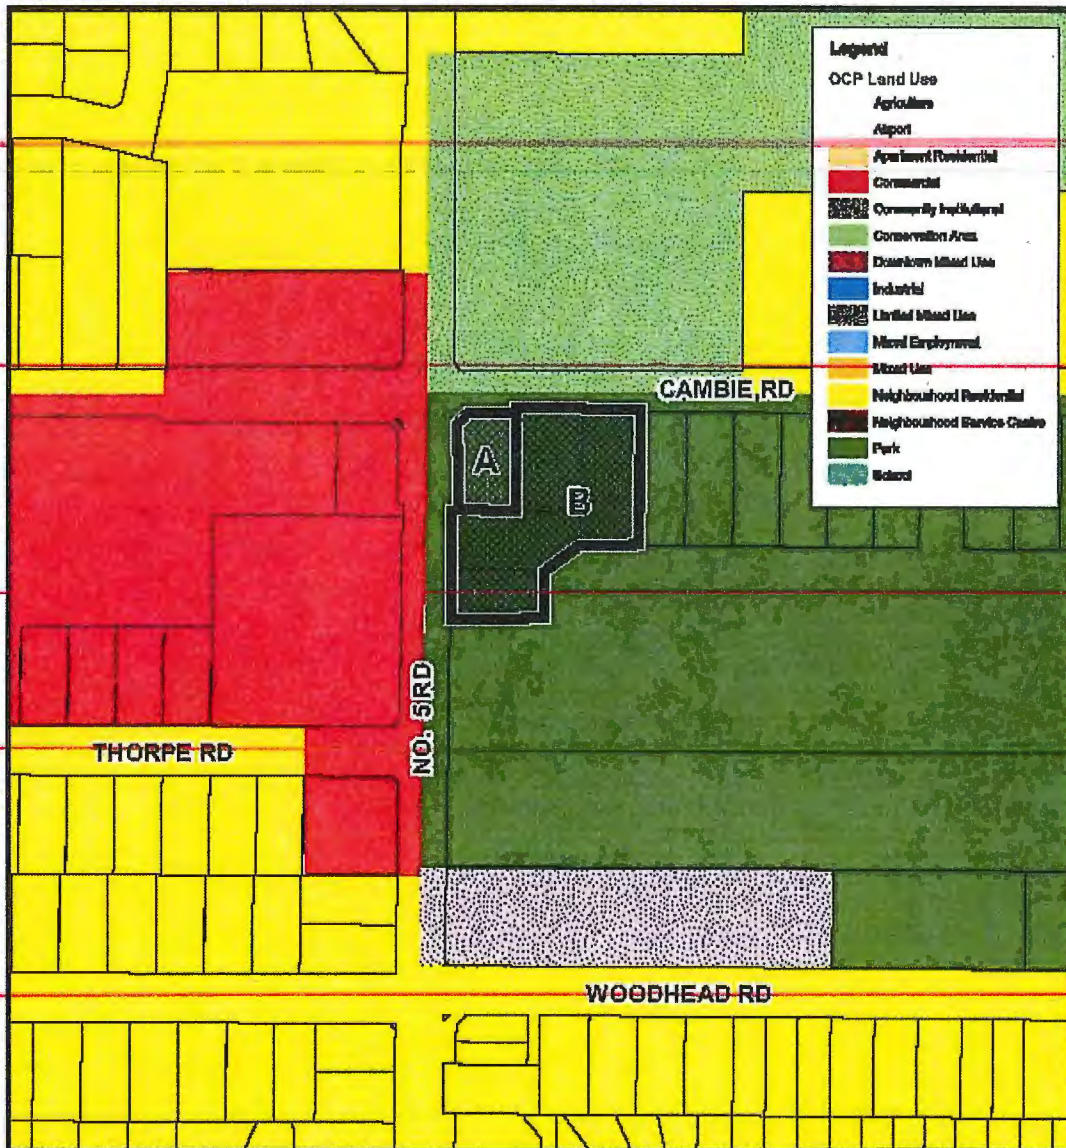 Legend
OCP Land Use
Agriculture
Airport
Apartment Residential
Commercial
Community Institutional
Conservation Area
Downtown Mixed Use
Industrial
Limited Mixed Use
Mixed Employment
Mixed Use
Neighbourhood Residential
Neighbourhood Service Centre
Park
School
CAMBIE RD
A
B
NO. 5 RD
THORPE RD
WOODHEAD RD